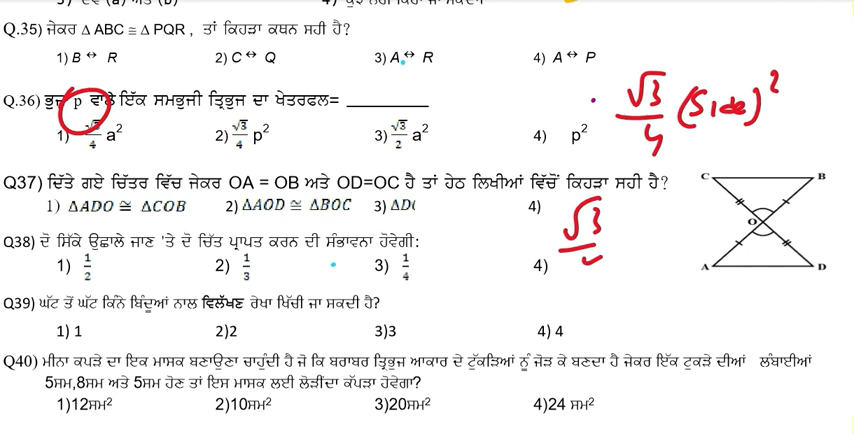 Q.35) ਜੇਕਰ Δ ABC ≅ Δ PQR , ਤਾਂ ਕਿਹੜਾ ਕਥਨ ਸਹੀ ਹੈ?
1) B ↔ R 2) C ↔ Q 3) A ↔ R 4) A ↔ P
Q.36) ਭੁਜਾ p ਵਾਲੇ ਇੱਕ ਸਮਭੁਜੀ ਤ੍ਰਿਭੁਜ ਦਾ ਖੇਤਰਫਲ= ________
1) √3/4 a² 2) √3/4 p² 3) √3/2 a² 4) p²
√3/4 (Side)²
Q37) ਦਿੱਤੇ ਗਏ ਚਿੱਤਰ ਵਿੱਚ ਜੇਕਰ OA = OB ਅਤੇ OD=OC ਹੈ ਤਾਂ ਹੇਠ ਲਿਖੀਆਂ ਵਿੱਚੋਂ ਕਿਹੜਾ ਸਹੀ ਹੈ?
1) ΔADO ≅ ΔCOB 2) ΔAOD ≅ ΔBOC 3) ΔD 4)
√3
C B
O
A D
Q38) ਦੋ ਸਿੱਕੇ ਉਛਾਲੇ ਜਾਣ 'ਤੇ ਦੋ ਚਿੱਤ ਪ੍ਰਾਪਤ ਕਰਨ ਦੀ ਸੰਭਾਵਨਾ ਹੋਵੇਗੀ:
1) 1/2 2) 1/3 3) 1/4 4)
Q39) ਘੱਟ ਤੋਂ ਘੱਟ ਕਿੰਨੇ ਬਿੰਦੂਆਂ ਨਾਲ ਵਿਲੱਖਣ ਰੇਖਾ ਖਿੱਚੀ ਜਾ ਸਕਦੀ ਹੈ?
1) 1 2)2 3)3 4) 4
Q40) ਮੀਨਾ ਕਪੜੇ ਦਾ ਇਕ ਮਾਸਕ ਬਣਾਉਣਾ ਚਾਹੁੰਦੀ ਹੈ ਜੋ ਕਿ ਬਰਾਬਰ ਤ੍ਰਿਭੁਜ ਆਕਾਰ ਦੇ ਟੁੱਕੜਿਆਂ ਨੂੰ ਜੋੜ ਕੇ ਬਣਦਾ ਹੈ ਜੇਕਰ ਇੱਕ ਟੁਕੜੇ ਦੀਆਂ ਲੰਬਾਈਆਂ
5ਸਮ,8ਸਮ ਅਤੇ 5ਸਮ ਹੋਣ ਤਾਂ ਇਸ ਮਾਸਕ ਲਈ ਲੋੜੀਂਦਾ ਕੱਪੜਾ ਹੋਵੇਗਾ?
1)12ਸਮ² 2)10ਸਮ² 3)20ਸਮ² 4)24 ਸਮ²